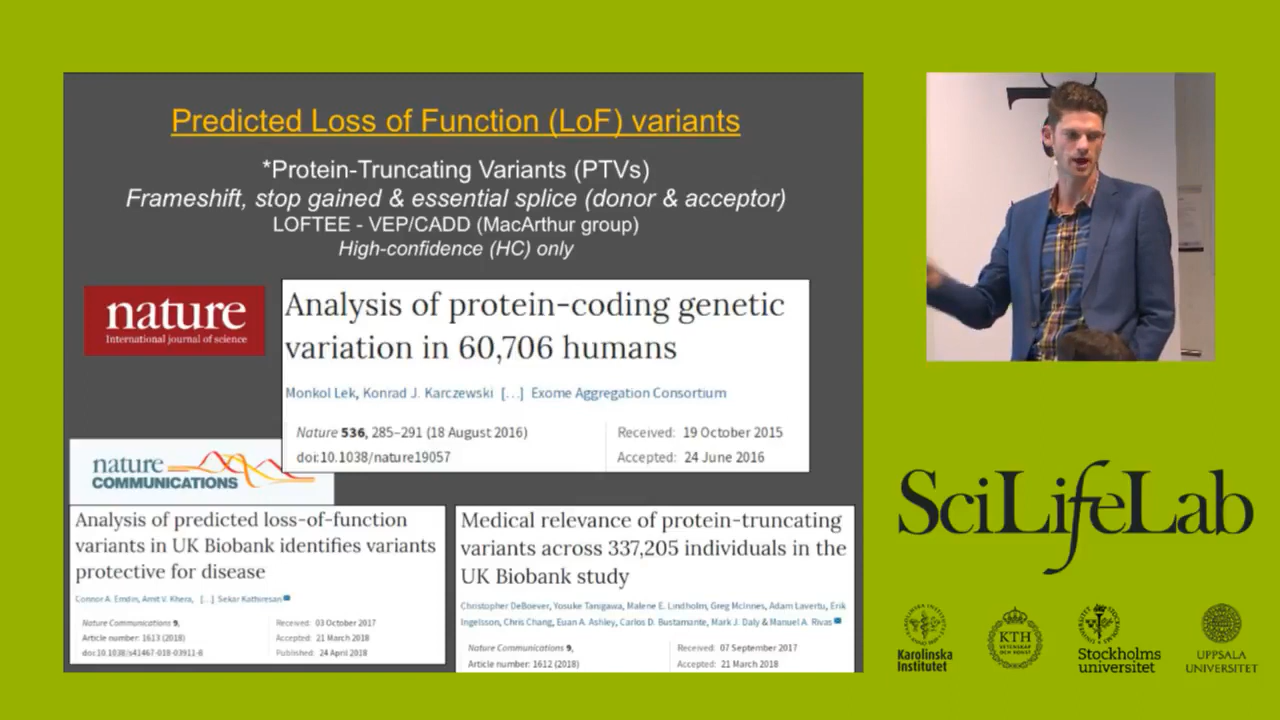 Predicted Loss of Function (LoF) variants
*Protein-Truncating Variants (PTVs)
Frameshift, stop gained & essential splice (donor & acceptor)
LOFTEE - VEP/CADD (MacArthur group)
High-confidence (HC) only
nature
International journal of science
Analysis of protein-coding genetic
variation in 60,706 humans
Monkol Lek, Konrad J. Karczewski […] Exome Aggregation Consortium
Nature 536, 285–291 (18 August 2016)
doi:10.1038/nature19057
Received: 19 October 2015
Accepted: 24 June 2016
nature
COMMUNICATIONS
Analysis of predicted loss-of-function
variants in UK Biobank identifies variants
protective for disease
Connor A. Emdin, Amit V. Khera, […] Sekar Kathiresan
Nature Communications 9,
Article number: 1613 (2018)
doi:10.1038/s41467-018-03911-8
Received: 03 October 2017
Accepted: 21 March 2018
Published: 24 April 2018
Medical relevance of protein-truncating
variants across 337,205 individuals in the
UK Biobank study
Christopher DeBoever, Yosuke Tanigawa, Malene E. Lindholm, Greg McInnes, Adam Lavertu, Erik
Ingelsson, Chris Chang, Euan A. Ashley, Carlos D. Bustamante, Mark J. Daly & Manuel A. Rivas
Nature Communications 9,
Article number: 1612 (2018)
Received: 07 September 2017
Accepted: 21 March 2018
SciLifeLab
Karolinska
Institutet
KTH
VETENSKAP
OCH KONST
Stockholms
universitet
UPPSALA
UNIVERSITET